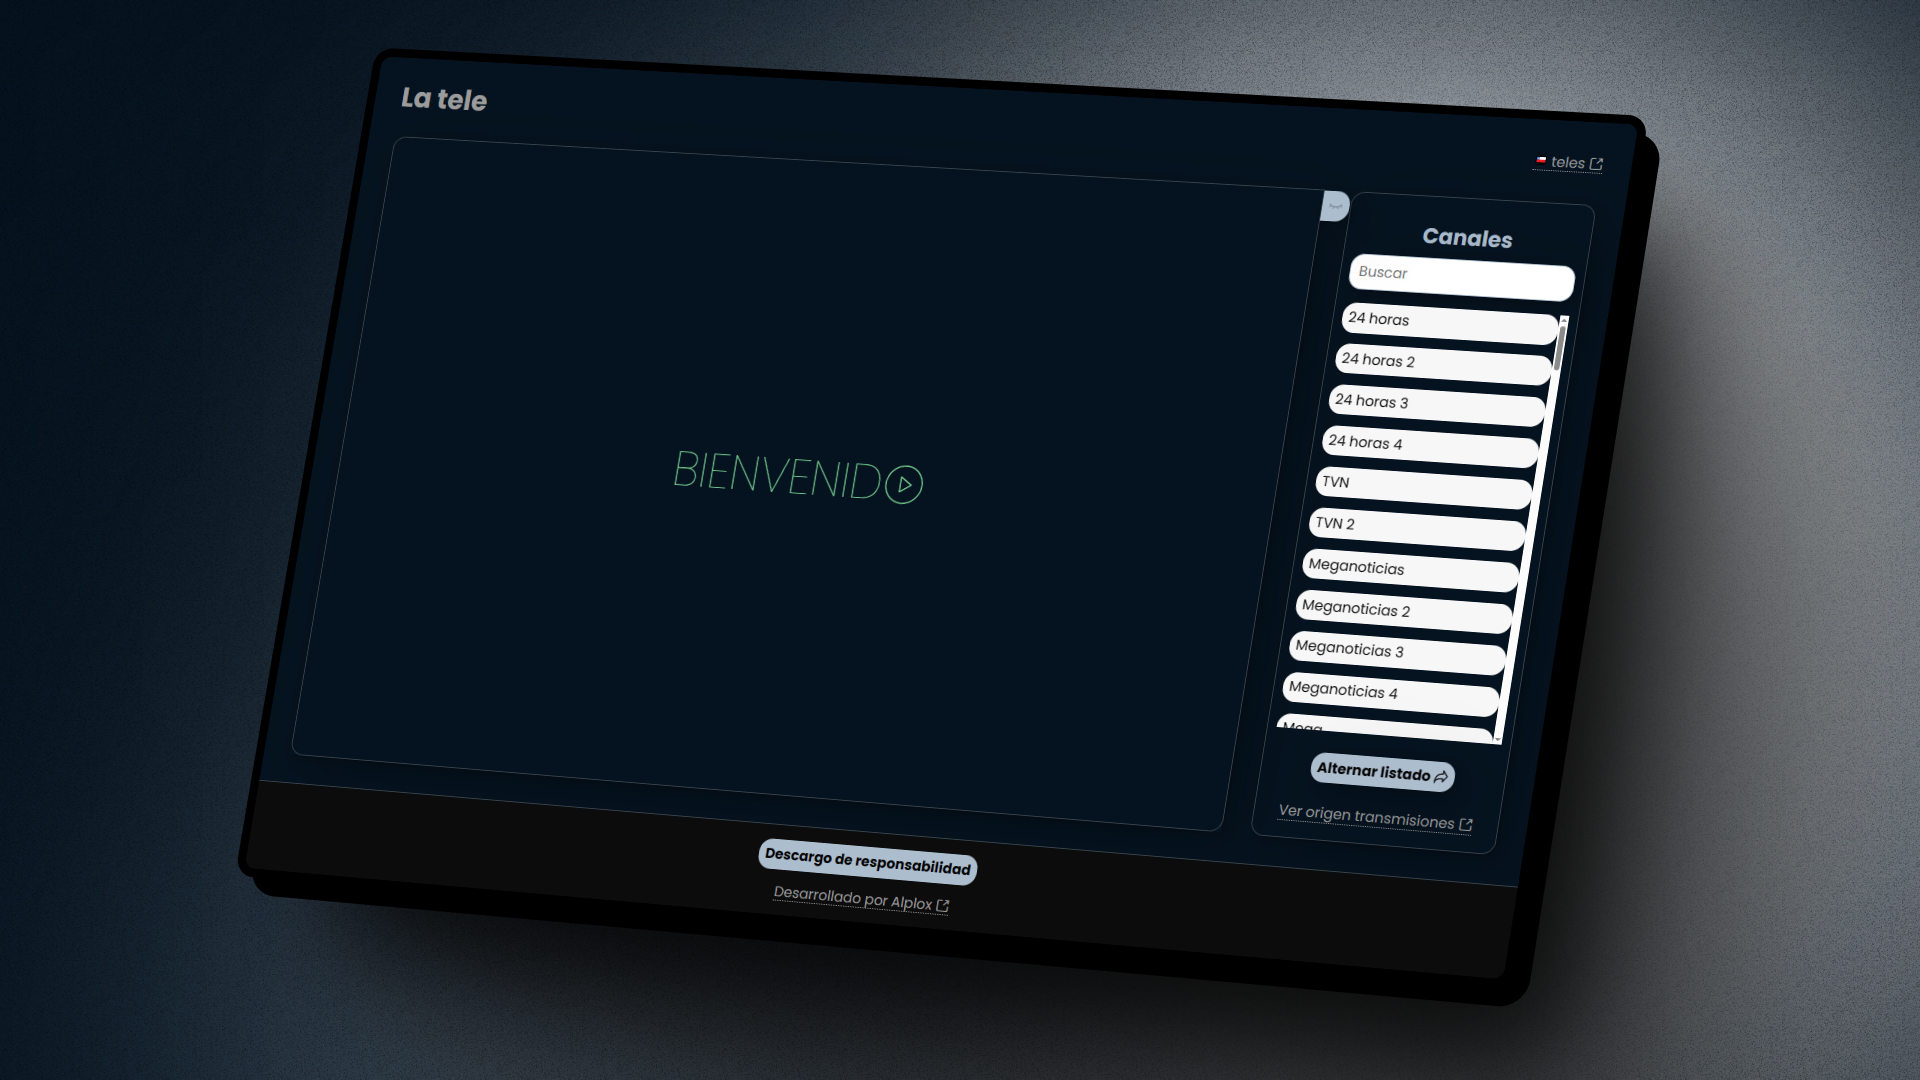 La tele
teles
BIENVENIDO
Canales
Buscar
24 horas
24 horas 2
24 horas 3
24 horas 4
TVN
TVN 2
Meganoticias
Meganoticias 2
Meganoticias 3
Meganoticias 4
Mega
Alternar listado
Ver origen transmisiones
Descargo de responsabilidad
Desarrollado por Alplox